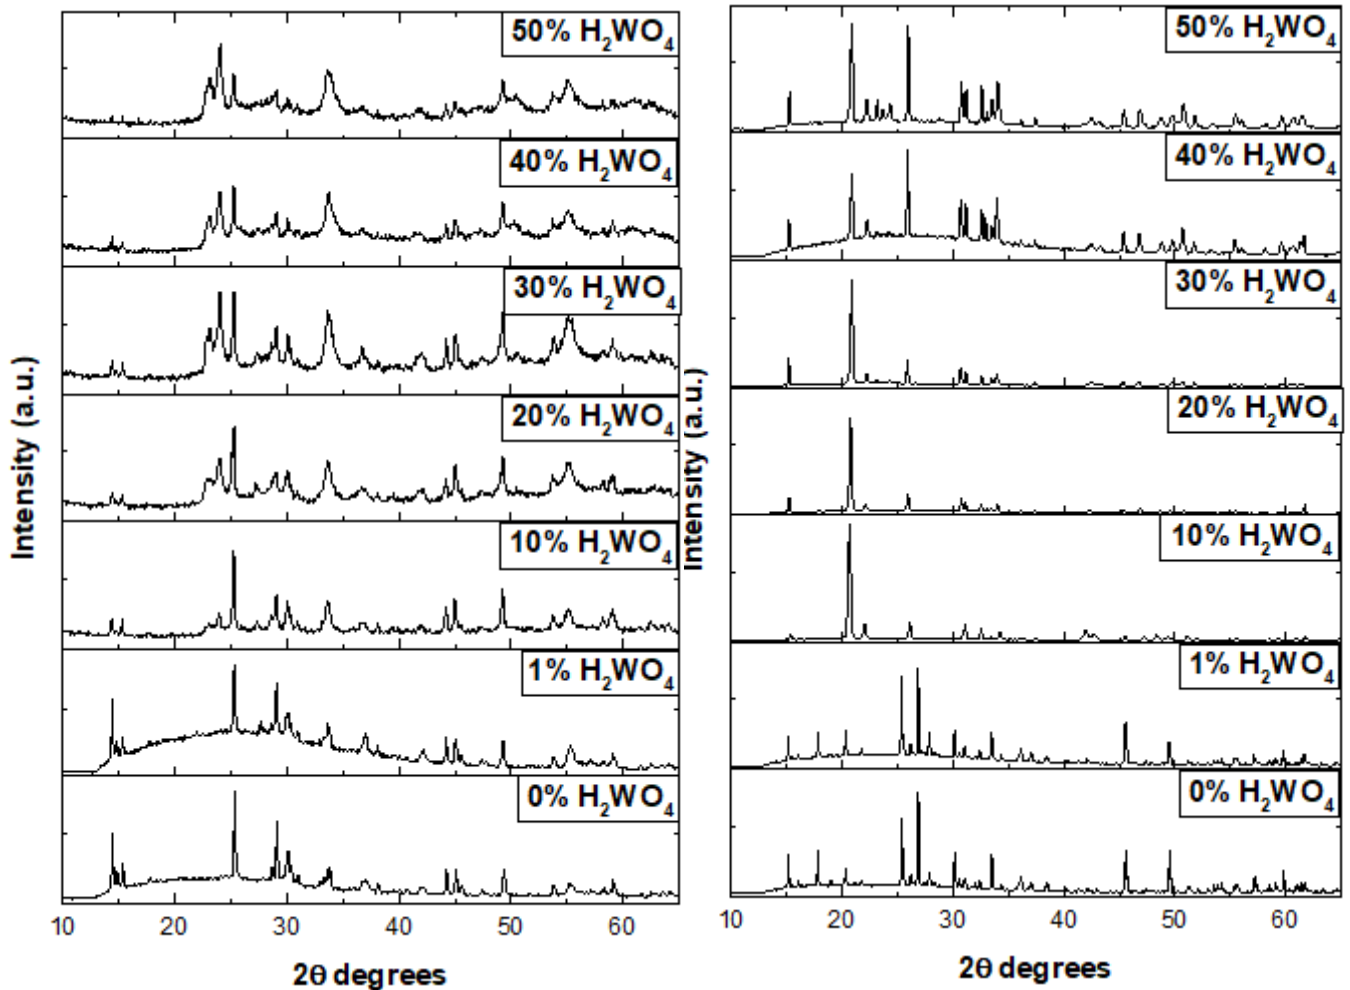 50% H₂WO₄
40% H₂WO₄
30% H₂WO₄
20% H₂WO₄
10% H₂WO₄
1% H₂WO₄
0% H₂WO₄
Intensity (a.u.)
10 20 30 40 50 60
2θ degrees
50% H₂WO₄
40% H₂WO₄
30% H₂WO₄
20% H₂WO₄
10% H₂WO₄
1% H₂WO₄
0% H₂WO₄
Intensity (a.u.)
10 20 30 40 50 60
2θ degrees